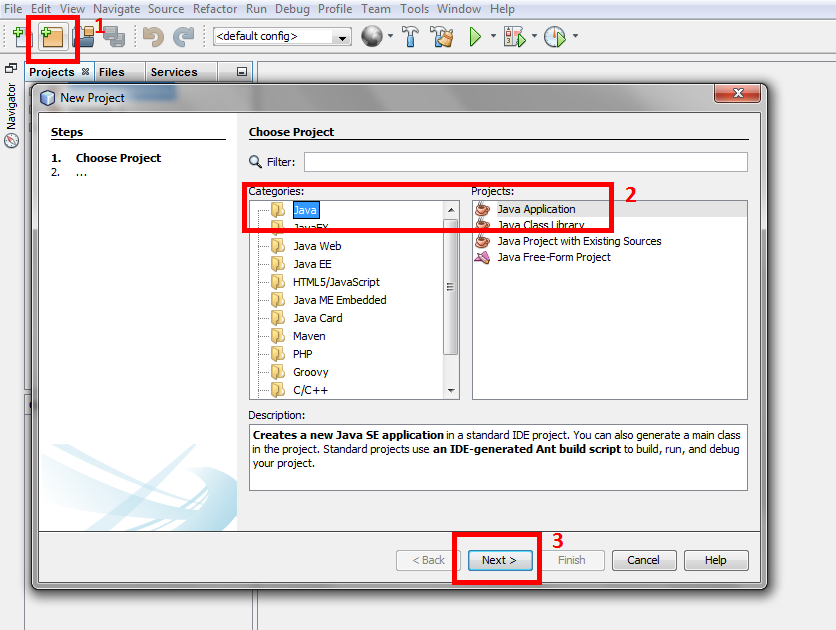 File Edit View Navigate Source Refactor Run Debug Profile Team Tools Window Help
1
<default config>
Projects Files Services
Navigator
New Project
Steps
1. Choose Project
2. ...
Choose Project
Filter:
Categories:
Java
JavaFX
Java Web
Java EE
HTML5/JavaScript
Java ME Embedded
Java Card
Maven
PHP
Groovy
C/C++
Projects:
2
Java Application
Java Class Library
Java Project with Existing Sources
Java Free-Form Project
Description:
Creates a new Java SE application in a standard IDE project. You can also generate a main class
in the project. Standard projects use an IDE-generated Ant build script to build, run, and debug
your project.
3
< Back Next > Finish Cancel Help